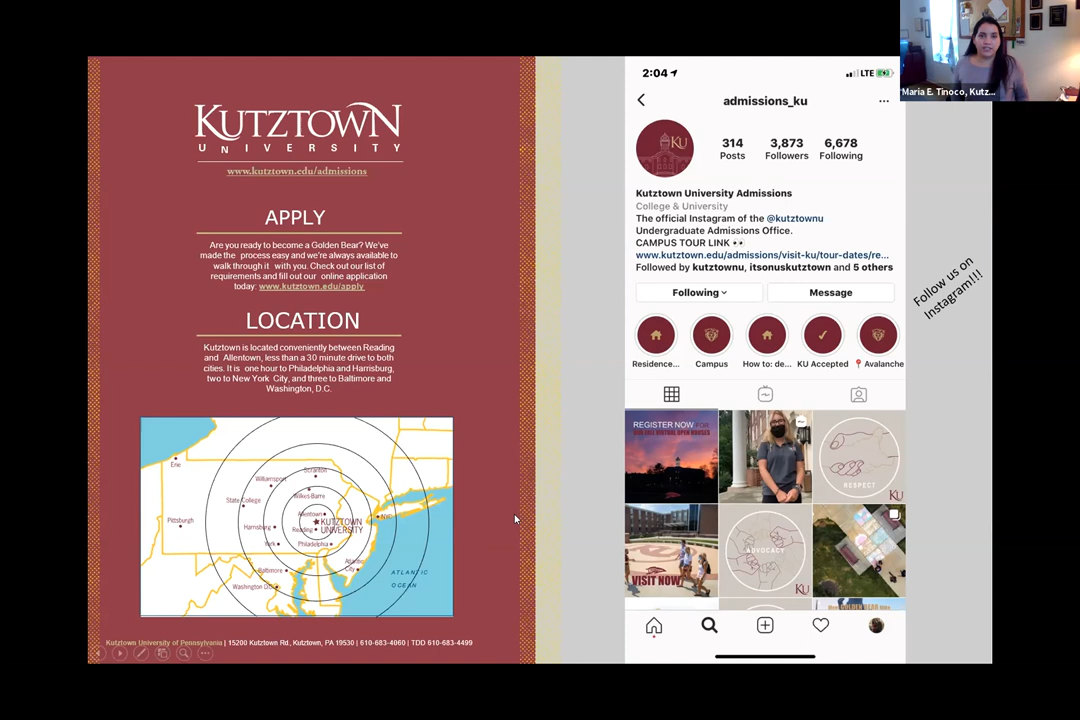 KUTZTOWN
UNIVERSITY
www.kutztown.edu/admissions
APPLY
Are you ready to become a Golden Bear? We've
made the process easy and we're always available to
walk through it with you. Check out our list of
requirements and fill out our online application
today: www.kutztown.edu/apply
LOCATION
Kutztown is located conveniently between Reading
and Allentown, less than a 30 minute drive to both
cities. It is one hour to Philadelphia and Harrisburg,
two to New York City, and three to Baltimore and
Washington, D.C.
Erie
Scranton
Williamsport
Wilkes-Barre
State College
Allentown
Pittsburgh
KUTZTOWN
UNIVERSITY
NYC
Harrisburg
Reading
York
Philadelphia
Atlantic
City
Baltimore
Washington DC
ATLANTIC
OCEAN
Kutztown University of Pennsylvania | 15200 Kutztown Rd., Kutztown, PA 19530 | 610-683-4060 | TDD 610-683-4499
2:04
LTE
admissions_ku
KU
314 3,873 6,678
Posts Followers Following
Kutztown University Admissions
College & University
The official Instagram of the @kutztownu
Undergraduate Admissions Office.
CAMPUS TOUR LINK 👀
www.kutztown.edu/admissions/visit-ku/tour-dates/re...
Followed by kutztownu, itsonuskutztown and 5 others
Following Message
Residence... Campus How to: de... KU Accepted 📍 Avalanche
REGISTER NOW FOR
OUR FALL VIRTUAL OPEN HOUSES
RESPECT
KU
VISIT NOW
ADVOCACY
KU
Follow us on
Instagram!!!
Maria E. Tinoco, Kutz...